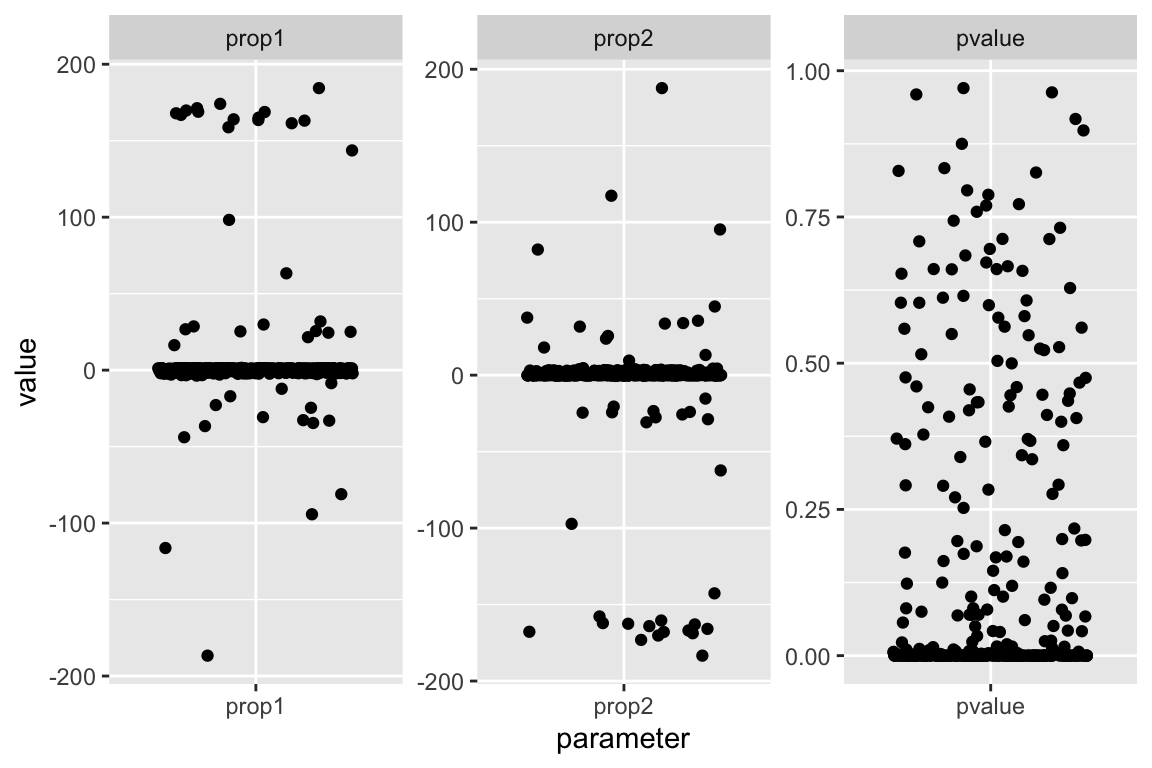 prop1 prop2 pvalue
200 200 1.00
100 100 0.75
0 0 0.50
-100 -100 0.25
-200 -200 0.00
value
prop1 prop2 pvalue
parameter